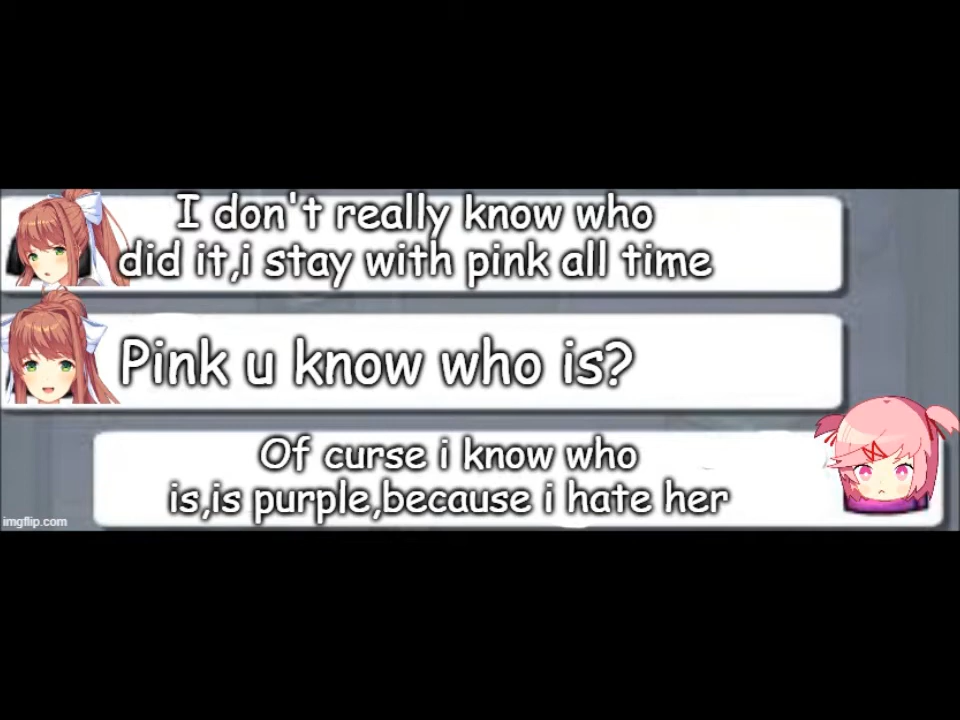 I don't really know who
did it,i stay with pink all time
Pink u know who is?
Of curse i know who
is,is purple,because i hate her
imgflip.com